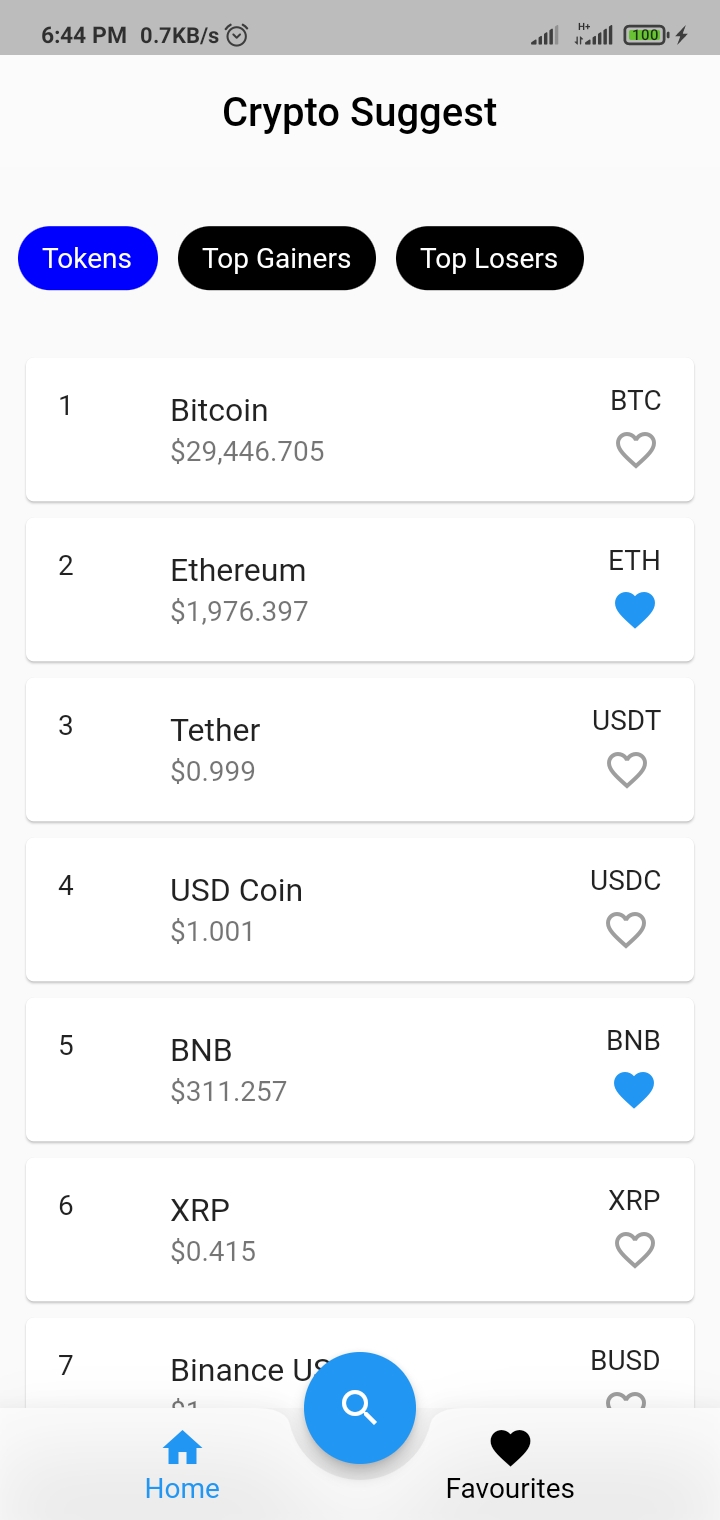 6:44 PM 0.7KB/s H+ 100
Crypto Suggest
Tokens Top Gainers Top Losers
1 Bitcoin BTC
$29,446.705
2 Ethereum ETH
$1,976.397
3 Tether USDT
$0.999
4 USD Coin USDC
$1.001
5 BNB BNB
$311.257
6 XRP XRP
$0.415
7 Binance US BUSD
Home Favourites